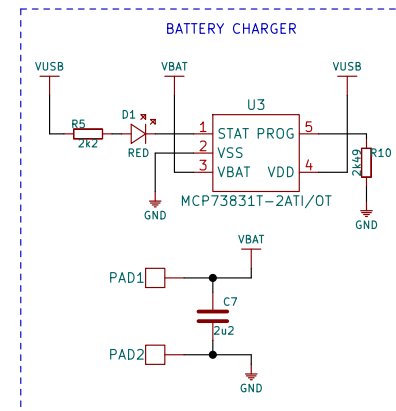 BATTERY CHARGER
VUSB
VBAT
VUSB
R5
2k2
D1
RED
U3
1 STAT PROG 5
2 VSS
3 VBAT VDD 4
MCP73831T-2ATI/OT
2k49
R10
GND
GND
VBAT
PAD1
C7
2u2
PAD2
GND